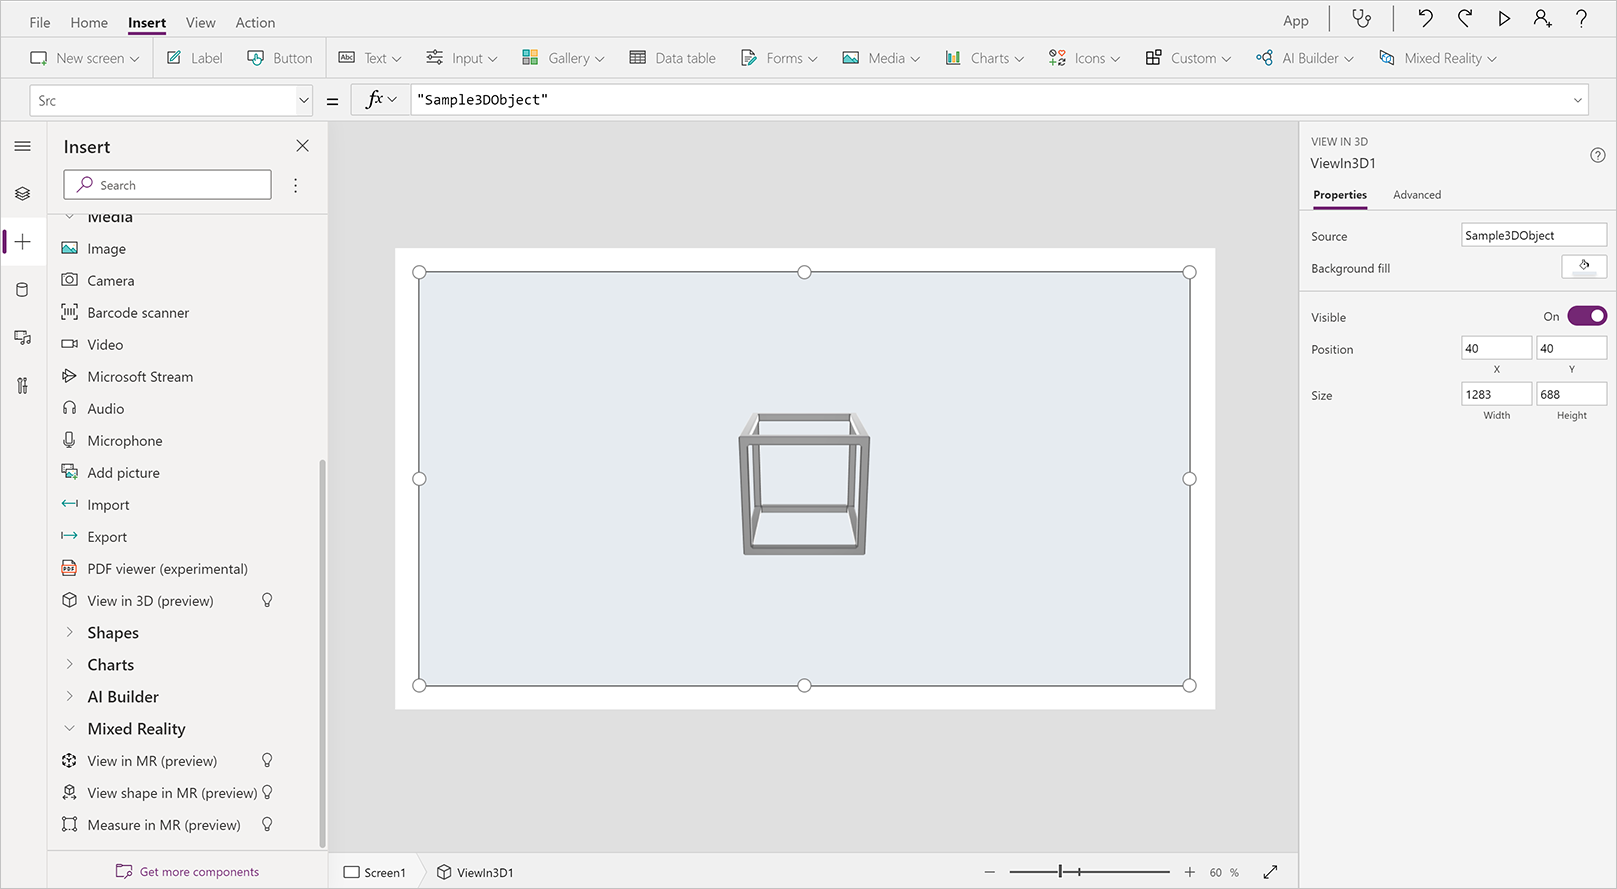 File Home Insert View Action App
New screen Label Button Abc Text Input Gallery Data table Forms Media Charts Icons Custom AI Builder Mixed Reality
Src = fx "Sample3DObject"
Insert
Search
Media
Image
Camera
Barcode scanner
Video
Microsoft Stream
Audio
Microphone
Add picture
Import
Export
PDF PDF viewer (experimental)
View in 3D (preview)
Shapes
Charts
AI Builder
Mixed Reality
View in MR (preview)
View shape in MR (preview)
Measure in MR (preview)
Get more components
Screen1 ViewIn3D1 60 %
VIEW IN 3D
ViewIn3D1
Properties Advanced
Source Sample3DObject
Background fill
Visible On
Position 40 40
X Y
Size 1283 688
Width Height